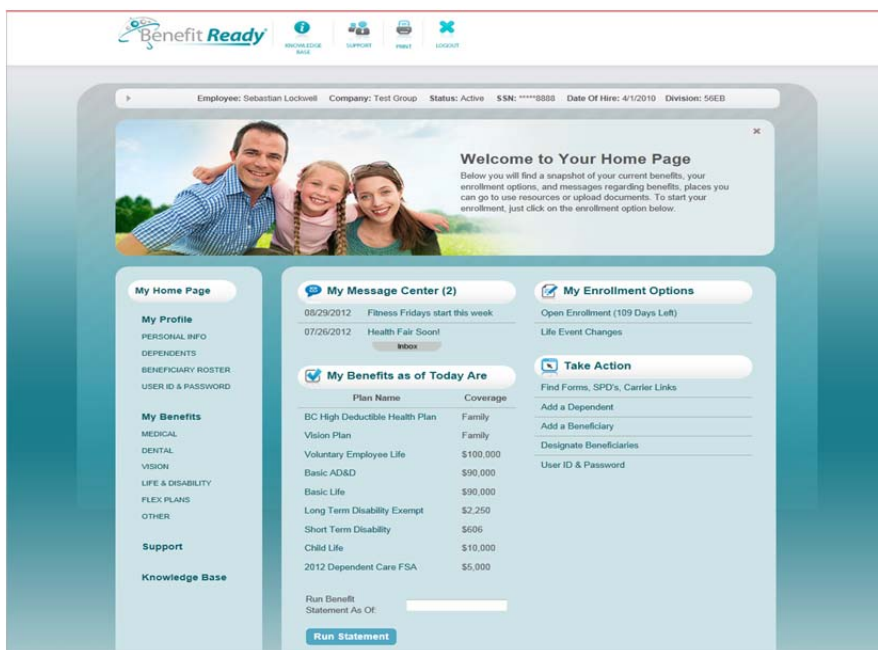 Benefit Ready
KNOWLEDGE
BASE
SUPPORT
PRINT
LOGOUT
Employee: Sebastian Lockwell Company: Test Group Status: Active SSN: *****8888 Date Of Hire: 4/1/2010 Division: 56EB
Welcome to Your Home Page
Below you will find a snapshot of your current benefits, your
enrollment options, and messages regarding benefits, places you
can go to use resources or upload documents. To start your
enrollment, just click on the enrollment option below.
My Home Page
My Profile
PERSONAL INFO
DEPENDENTS
BENEFICIARY ROSTER
USER ID & PASSWORD
My Benefits
MEDICAL
DENTAL
VISION
LIFE & DISABILITY
FLEX PLANS
OTHER
Support
Knowledge Base
My Message Center (2)
08/29/2012 Fitness Fridays start this week
07/26/2012 Health Fair Soon!
Inbox
My Benefits as of Today Are
Plan Name Coverage
BC High Deductible Health Plan Family
Vision Plan Family
Voluntary Employee Life $100,000
Basic AD&D $90,000
Basic Life $90,000
Long Term Disability Exempt $2,250
Short Term Disability $606
Child Life $10,000
2012 Dependent Care FSA $5,000
Run Benefit
Statement As Of:
Run Statement
My Enrollment Options
Open Enrollment (109 Days Left)
Life Event Changes
Take Action
Find Forms, SPD's, Carrier Links
Add a Dependent
Add a Beneficiary
Designate Beneficiaries
User ID & Password